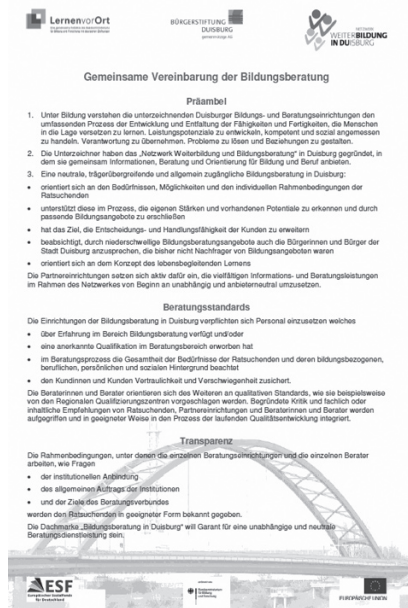 LernenvorOrt
BÜRGERSTIFTUNG
DUISBURG
gemeinnützige AG
NETZWERK
WEITERBILDUNG
IN DUISBURG
Gemeinsame Vereinbarung der Bildungsberatung
Präambel
1. Unter Bildung verstehen die unterzeichnenden Duisburger Bildungs- und Beratungseinrichtungen den
umfassenden Prozess der Entwicklung und Entfaltung der Fähigkeiten und Fertigkeiten, die Menschen
in die Lage versetzen zu lernen. Leistungspotenziale zu entwickeln, kompetent und sozial angemessen
zu handeln. Verantwortung zu übernehmen. Probleme zu lösen und Beziehungen zu gestalten.
2. Die Unterzeichner haben das „Netzwerk Weiterbildung und Bildungsberatung" in Duisburg gegründet, in
dem sie gemeinsam Informationen, Beratung und Orientierung für Bildung und Beruf anbieten.
3. Eine neutrale, trägerübergreifende und allgemein zugängliche Bildungsberatung in Duisburg:
• orientiert sich an den Bedürfnissen, Möglichkeiten und den individuellen Rahmenbedingungen der
Ratsuchenden
• unterstützt diese im Prozess, die eigenen Stärken und vorhandenen Potenziale zu erkennen und durch
passende Bildungsangebote zu erschließen
• hat das Ziel, die Entscheidungs- und Handlungsfähigkeit der Kunden zu erweitern
• beabsichtigt, durch niederschwellige Bildungsberatungsangebote auch die Bürgerinnen und Bürger der
Stadt Duisburg anzusprechen, die bisher nicht Nachfrager von Bildungsangeboten waren
• orientiert sich an dem Konzept des lebensbegleitenden Lernens
Die Partnereinrichtungen setzen sich aktiv dafür ein, die vielfältigen Informations- und Beratungsleistungen
im Rahmen des Netzwerkes von Beginn an unabhängig und anbieterneutral umzusetzen.
Beratungsstandards
Die Einrichtungen der Bildungsberatung in Duisburg verpflichten sich Personal einzusetzen welches
• über Erfahrung im Bereich Bildungsberatung verfügt und/oder
• eine anerkannte Qualifikation im Beratungsbereich erworben hat
• im Beratungsprozess die Gesamtheit der Bedürfnisse der Ratsuchenden und deren bildungsbezogenen,
beruflichen, persönlichen und sozialen Hintergrund beachtet
• den Kundinnen und Kunden Vertraulichkeit und Verschwiegenheit zusichert.
Die Beraterinnen und Berater orientieren sich des Weiteren an qualitativen Standards, wie sie beispielsweise
von den Regionalen Qualifizierungszentren vorgeschlagen werden. Begründete Kritik und fachlich oder
inhaltliche Empfehlungen von Ratsuchenden, Partnereinrichtungen und Beraterinnen und Berater werden
aufgegriffen und in geeigneter Weise in den Prozess der laufenden Qualitätsentwicklung integriert.
Transparenz
Die Rahmenbedingungen, unter denen die einzelnen Beratungseinrichtungen und die einzelnen Berater
arbeiten, wie Fragen
• der institutionellen Anbindung
• des allgemeinen Auftrags der Institutionen
• und der Ziele des Beratungsverbundes
werden den Ratsuchenden in geeigneter Form bekannt gegeben.
Die Dachmarke „Bildungsberatung in Duisburg" will Garant für eine unabhängige und neutrale
Beratungsdienstleistung sein.
ESF
Europäischer Sozialfonds
für Deutschland
Bundesministerium
für Bildung
und Forschung
EUROPÄISCHE UNION